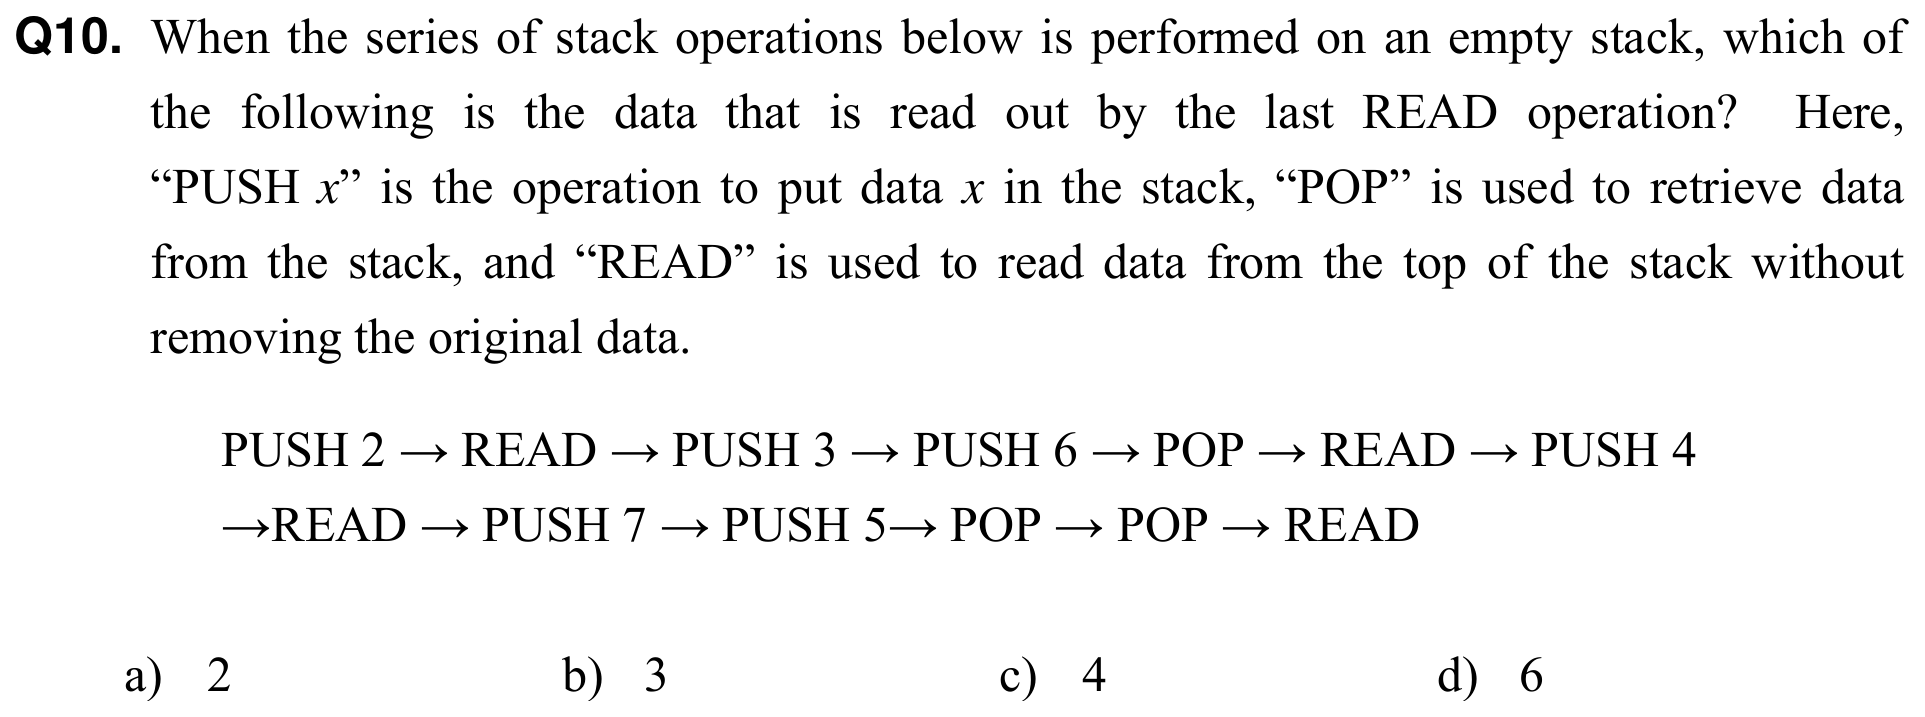 Q10. When the series of stack operations below is performed on an empty stack, which of
the following is the data that is read out by the last READ operation? Here,
“PUSH x” is the operation to put data x in the stack, “POP” is used to retrieve data
from the stack, and “READ” is used to read data from the top of the stack without
removing the original data.
PUSH 2 → READ → PUSH 3 → PUSH 6 → POP → READ → PUSH 4
→READ → PUSH 7 → PUSH 5→ POP → POP → READ
a) 2 b) 3 c) 4 d) 6